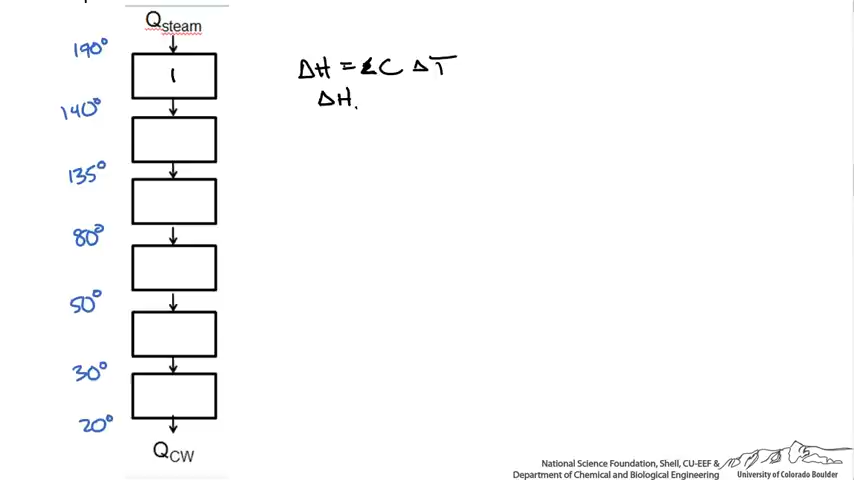 Qsteam
190°
1
140°
135°
80°
50°
30°
20°
QCW
ΔH = ΣC ΔT
ΔH.
National Science Foundation, Shell, CU-EEF &
Department of Chemical and Biological Engineering
University of Colorado Boulder